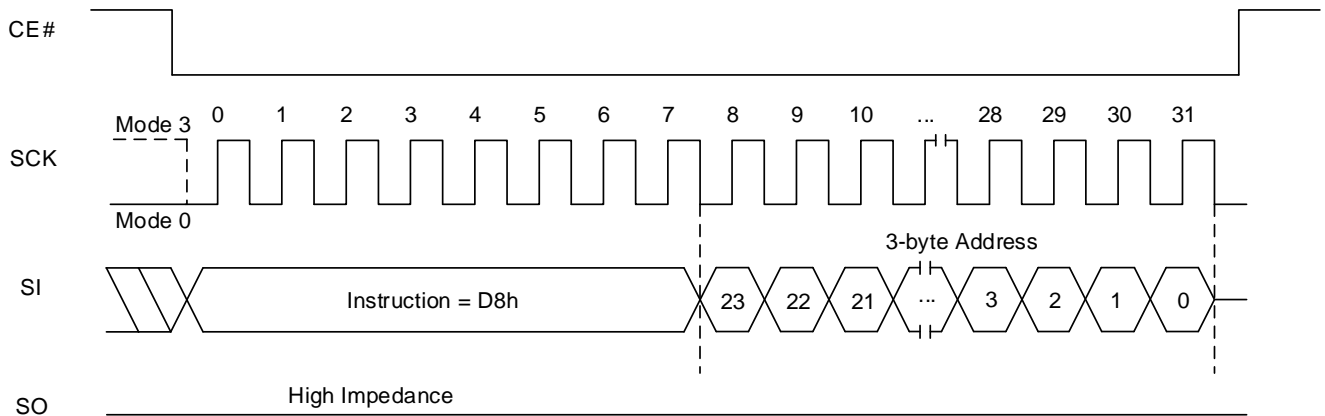 CE#
0 1 2 3 4 5 6 7 8 9 10 ... 28 29 30 31
Mode 3
SCK
Mode 0
3-byte Address
SI
Instruction = D8h 23 22 21 ... 3 2 1 0
High Impedance
SO